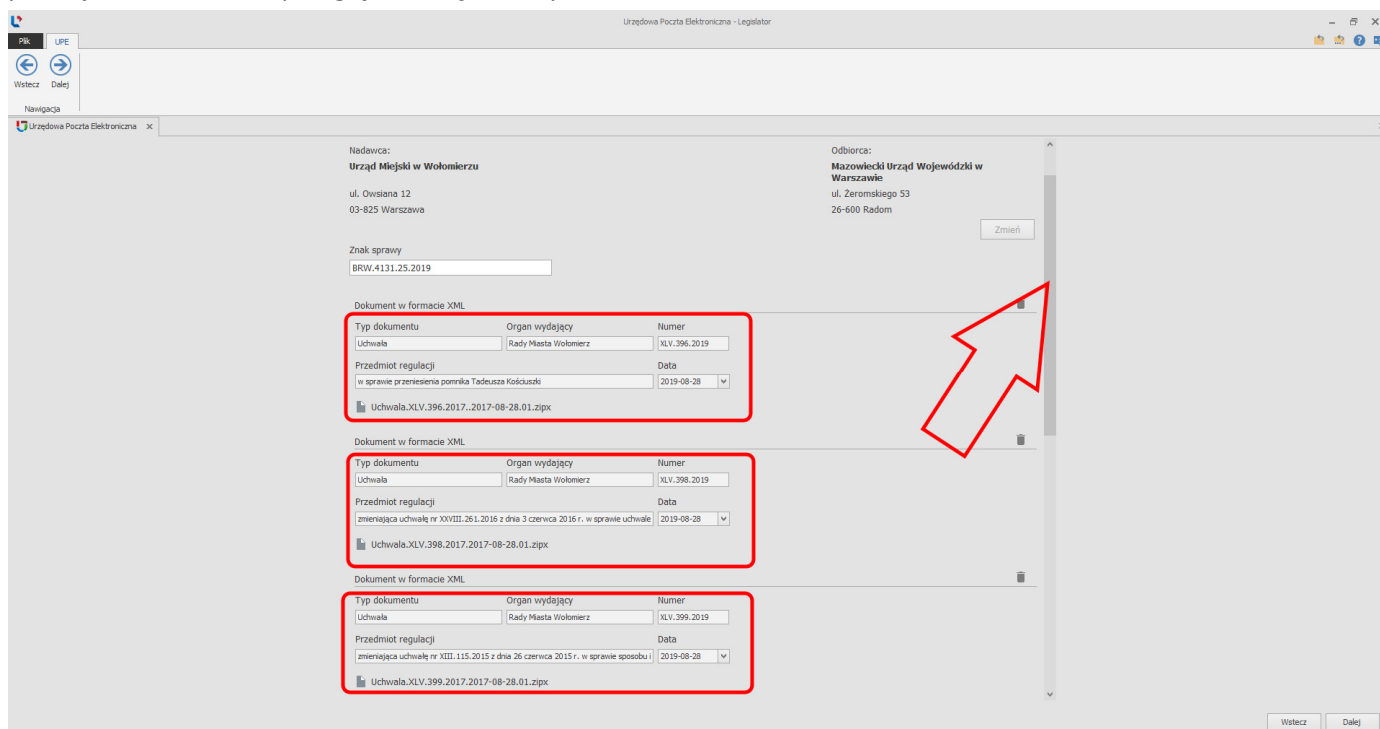 Urzędowa Poczta Elektroniczna - Legislator
Plik UPE
Wstecz Dalej
Nawigacja
Urzędowa Poczta Elektroniczna x
Nadawca: Odbiorca:
Urząd Miejski w Wołomierzu Mazowiecki Urząd Wojewódzki w
Warszawie
ul. Owsiana 12 ul. Żeromskiego 53
03-825 Warszawa 26-600 Radom
Zmień
Znak sprawy
BRW.4131.25.2019
Dokument w formacie XML
Typ dokumentu Organ wydający Numer
Uchwała Rady Miasta Wołomierz XLV.396.2019
Przedmiot regulacji Data
w sprawie przeniesienia pomnika Tadeusza Kościuszki 2019-08-28
Uchwala.XLV.396.2017..2017-08-28.01.zipx
Dokument w formacie XML
Typ dokumentu Organ wydający Numer
Uchwała Rady Miasta Wołomierz XLV.398.2019
Przedmiot regulacji Data
zmieniająca uchwałę nr XXVIII.261.2016 z dnia 3 czerwca 2016 r. w sprawie uchwale 2019-08-28
Uchwala.XLV.398.2017.2017-08-28.01.zipx
Dokument w formacie XML
Typ dokumentu Organ wydający Numer
Uchwała Rady Miasta Wołomierz XLV.399.2019
Przedmiot regulacji Data
zmieniająca uchwałę nr XIII.115.2015 z dnia 26 czerwca 2015 r. w sprawie sposobu i 2019-08-28
Uchwala.XLV.399.2017.2017-08-28.01.zipx
Wstecz Dalej